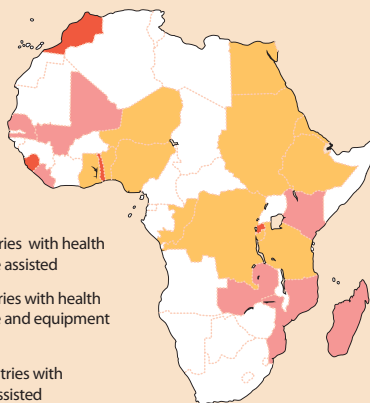 ries with health
e assisted
ries with health
e and equipment
tries with
ssisted